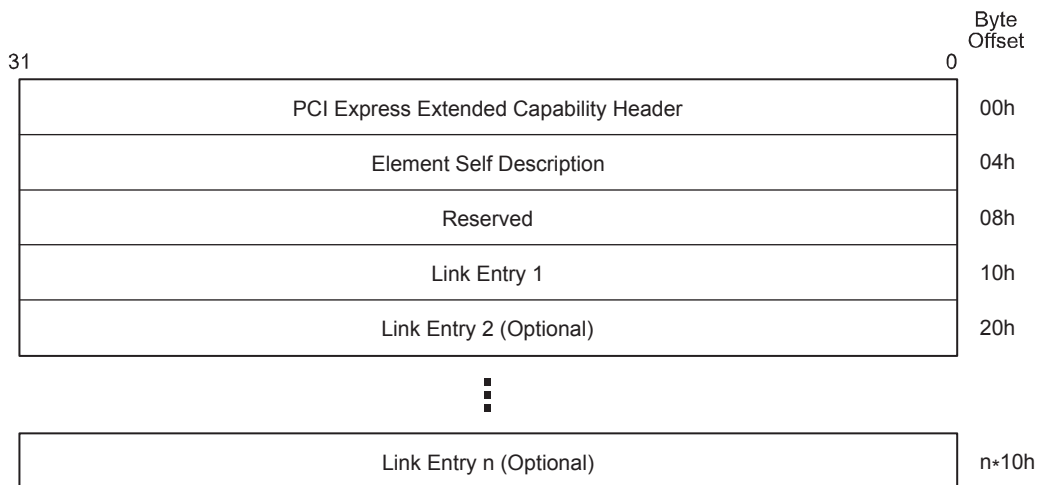 Byte
Offset
31 0
PCI Express Extended Capability Header 00h
Element Self Description 04h
Reserved 08h
Link Entry 1 10h
Link Entry 2 (Optional) 20h
Link Entry n (Optional) n*10h